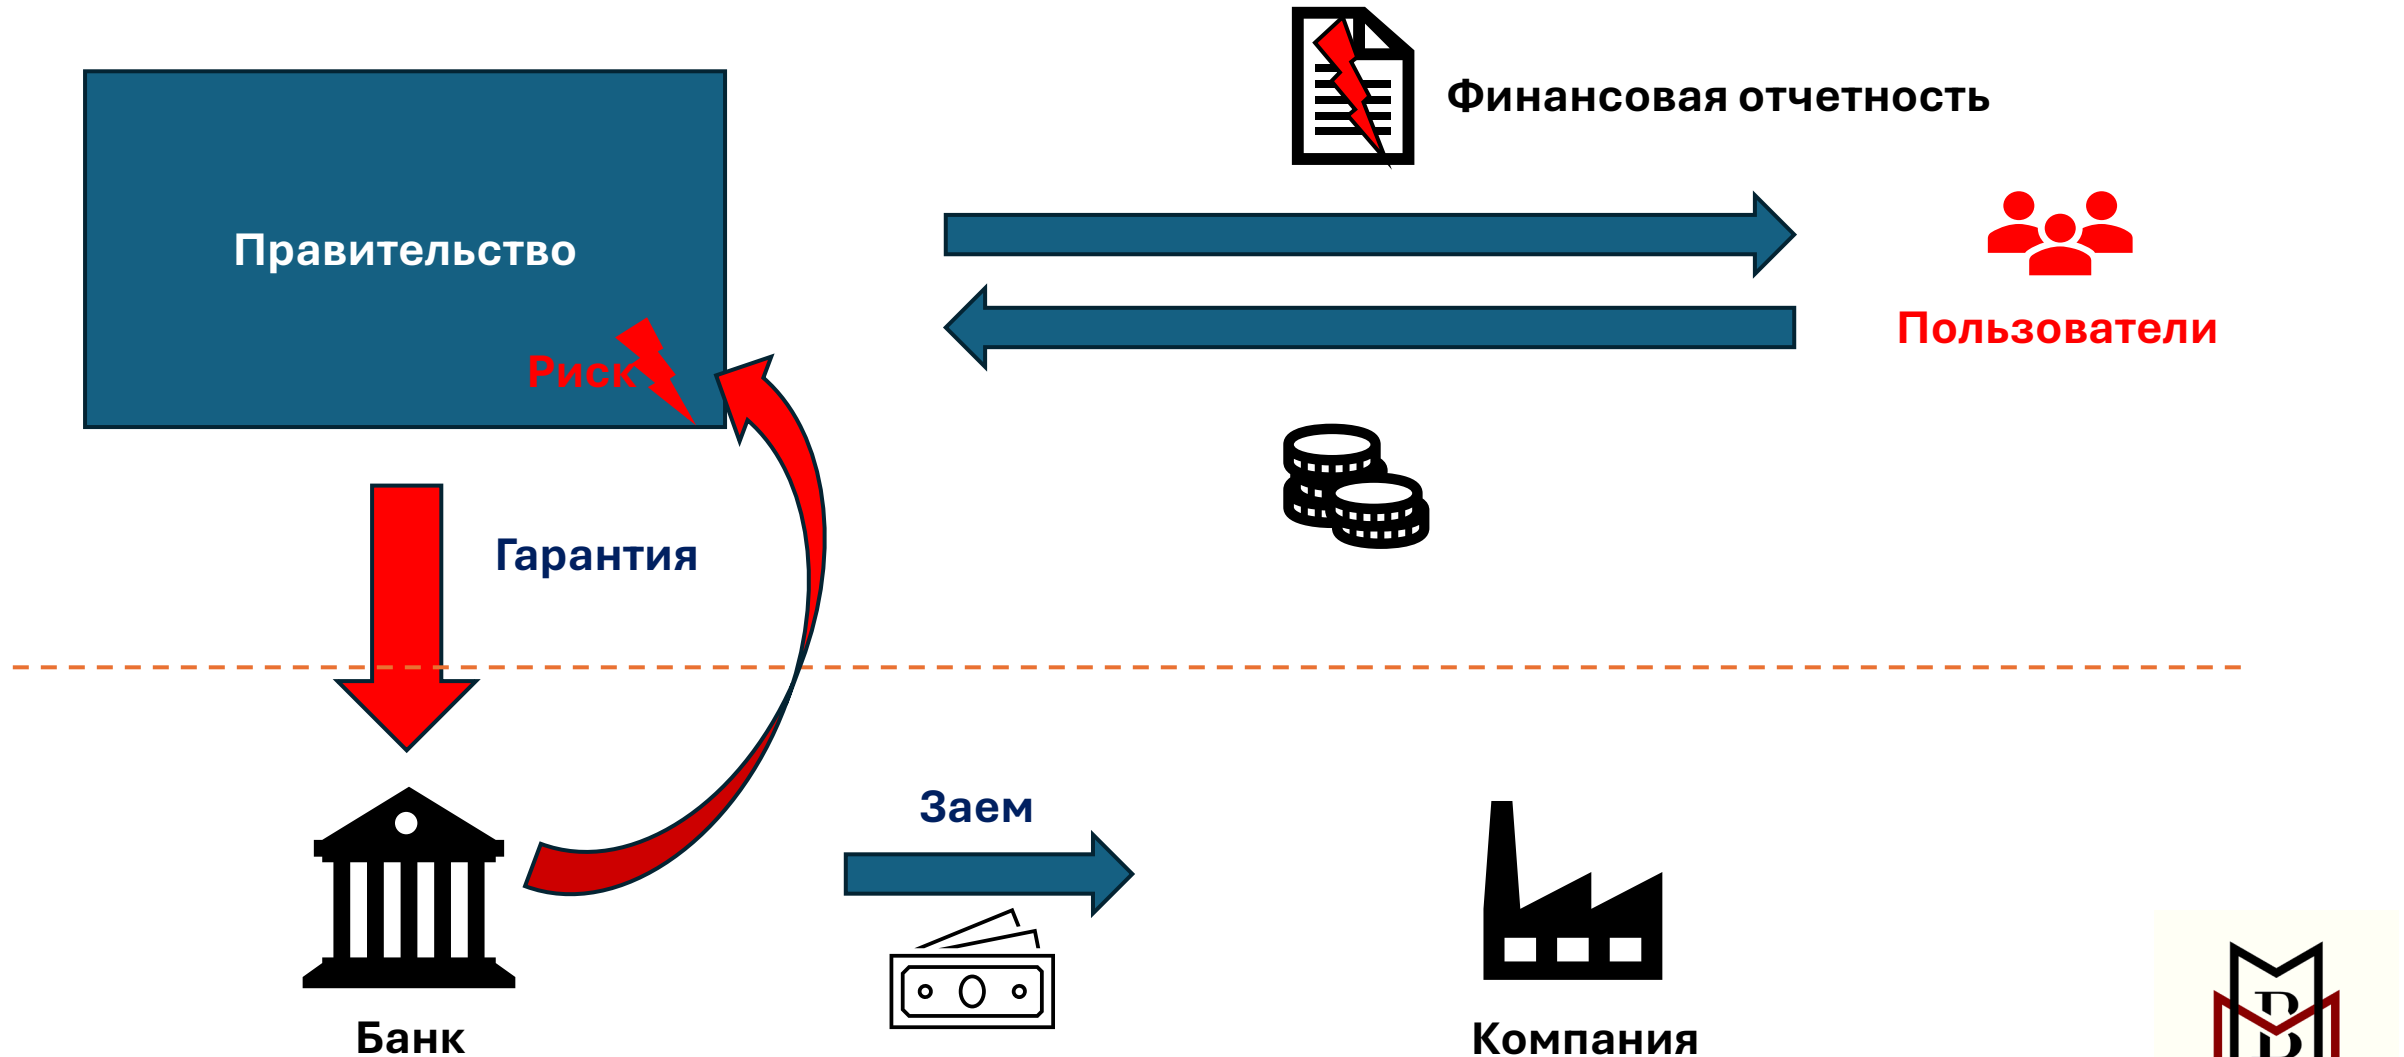 Финансовая отчетность
Правительство
Пользователи
Риск
Гарантия
Заем
Банк
Компания